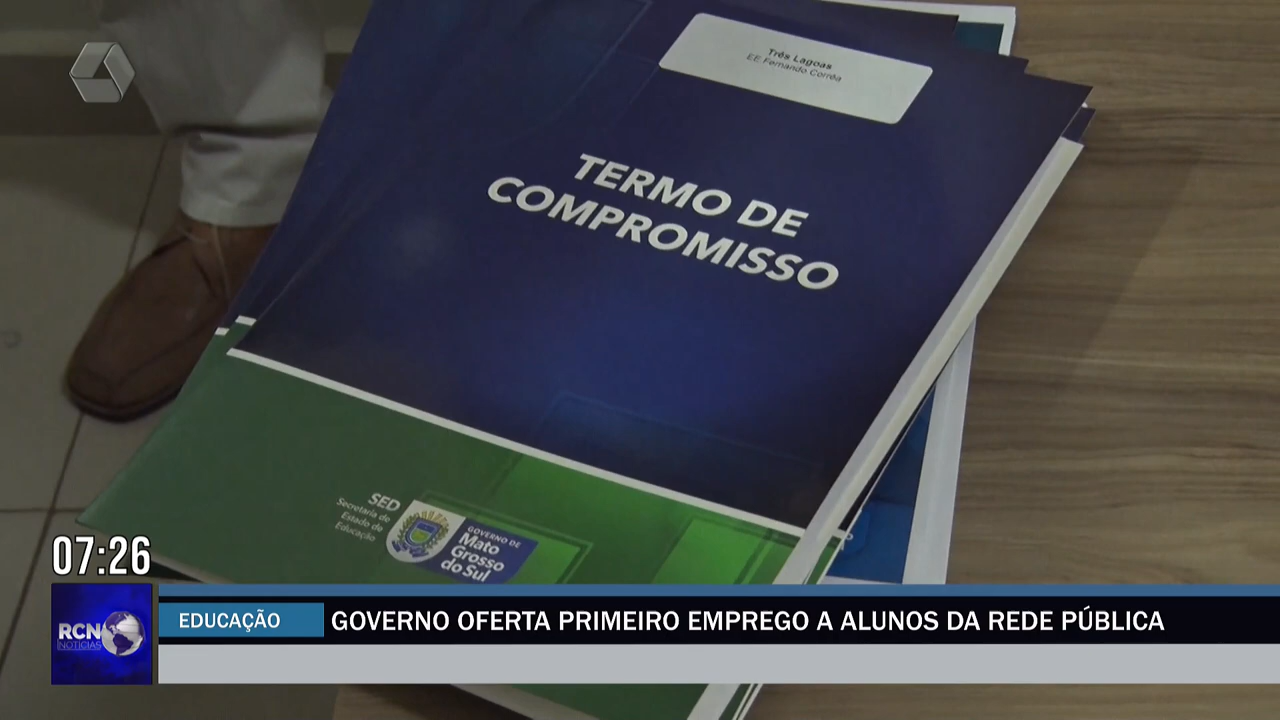 Três Lagoas
EE Fernando Corrêa
TERMO DE
COMPROMISSO
SED
Secretaria de
Estado de
Educação
GOVERNO DE
Mato
Grosso
do Sul
07:26
RCN
NOTÍCIAS
EDUCAÇÃO
GOVERNO OFERTA PRIMEIRO EMPREGO A ALUNOS DA REDE PÚBLICA